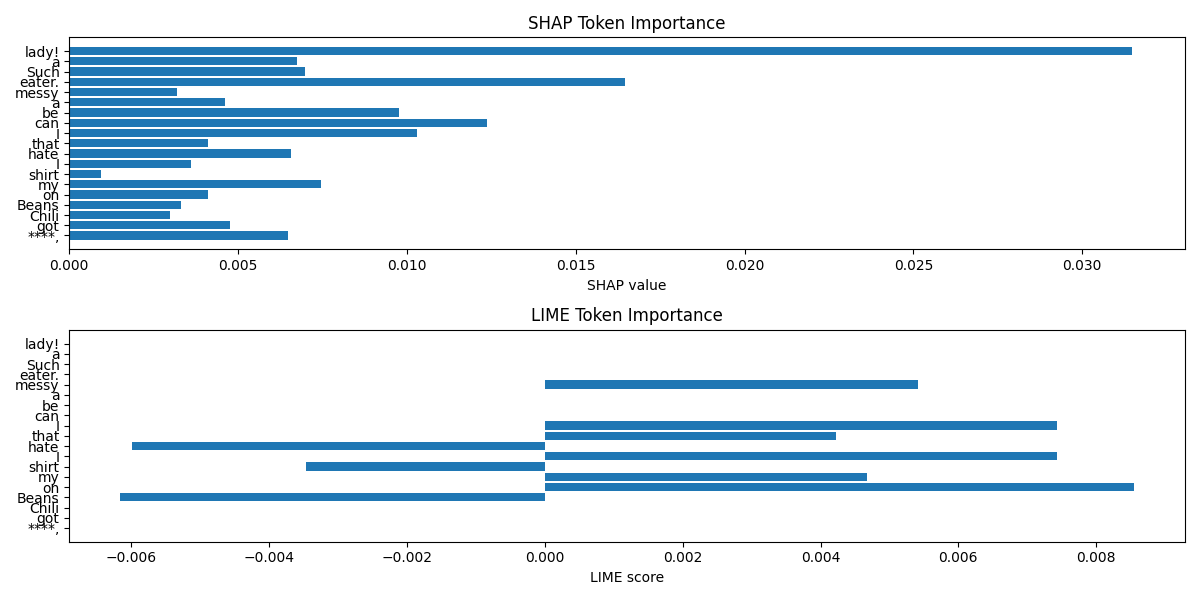 SHAP Token Importance
lady!
a
Such
eater.
messy
a
be
can
I
that
hate
I
shirt
my
on
Beans
Chili
got
****,
0.000 0.005 0.010 0.015 0.020 0.025 0.030
SHAP value
LIME Token Importance
lady!
a
Such
eater.
messy
a
be
can
I
that
hate
I
shirt
my
on
Beans
Chili
got
****,
−0.006 −0.004 −0.002 0.000 0.002 0.004 0.006 0.008
LIME score